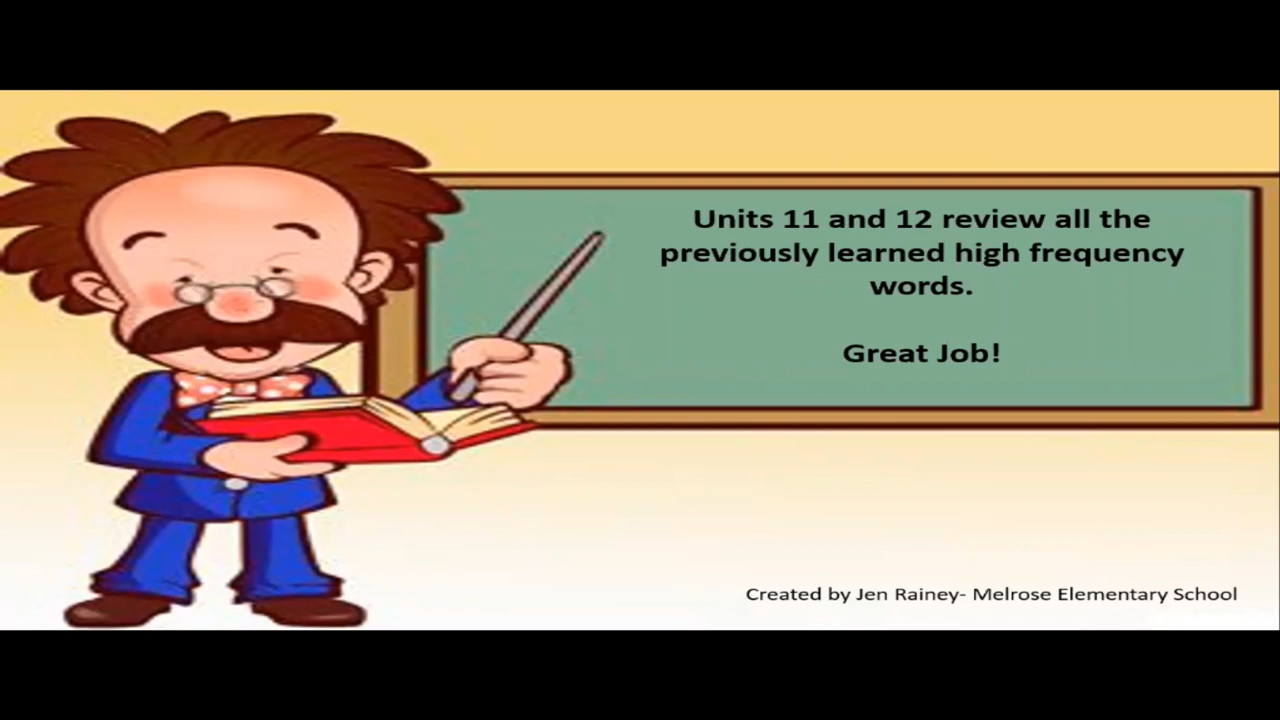 Units 11 and 12 review all the
previously learned high frequency
words.
Great Job!
Created by Jen Rainey- Melrose Elementary School